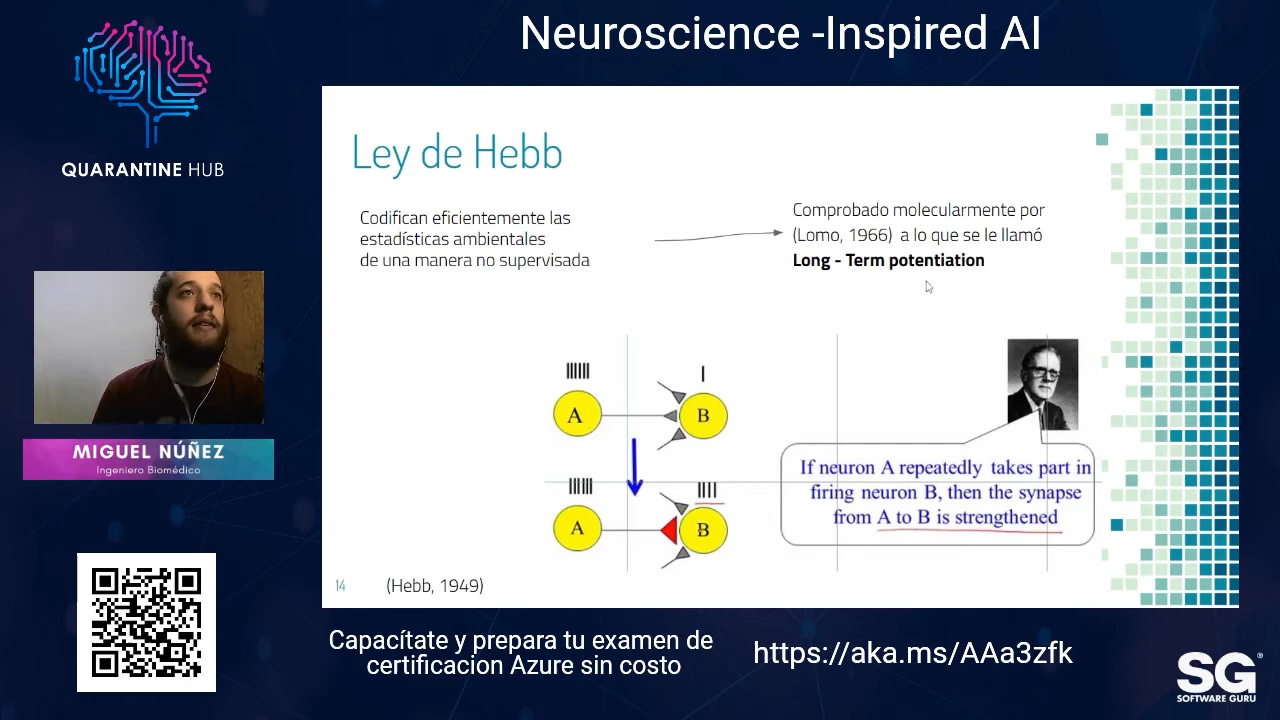 Neuroscience -Inspired AI
QUARANTINE HUB
Ley de Hebb
Codifican eficientemente las
estadísticas ambientales
de una manera no supervisada
Comprobado molecularmente por
(Lomo, 1966) a lo que se le llamó
Long - Term potentiation
A
B
A
B
If neuron A repeatedly takes part in
firing neuron B, then the synapse
from A to B is strengthened
14
(Hebb, 1949)
MIGUEL NÚÑEZ
Ingeniero Biomédico
Capacítate y prepara tu examen de
certificacion Azure sin costo
https://aka.ms/AAa3zfk
SG®
SOFTWARE GURU